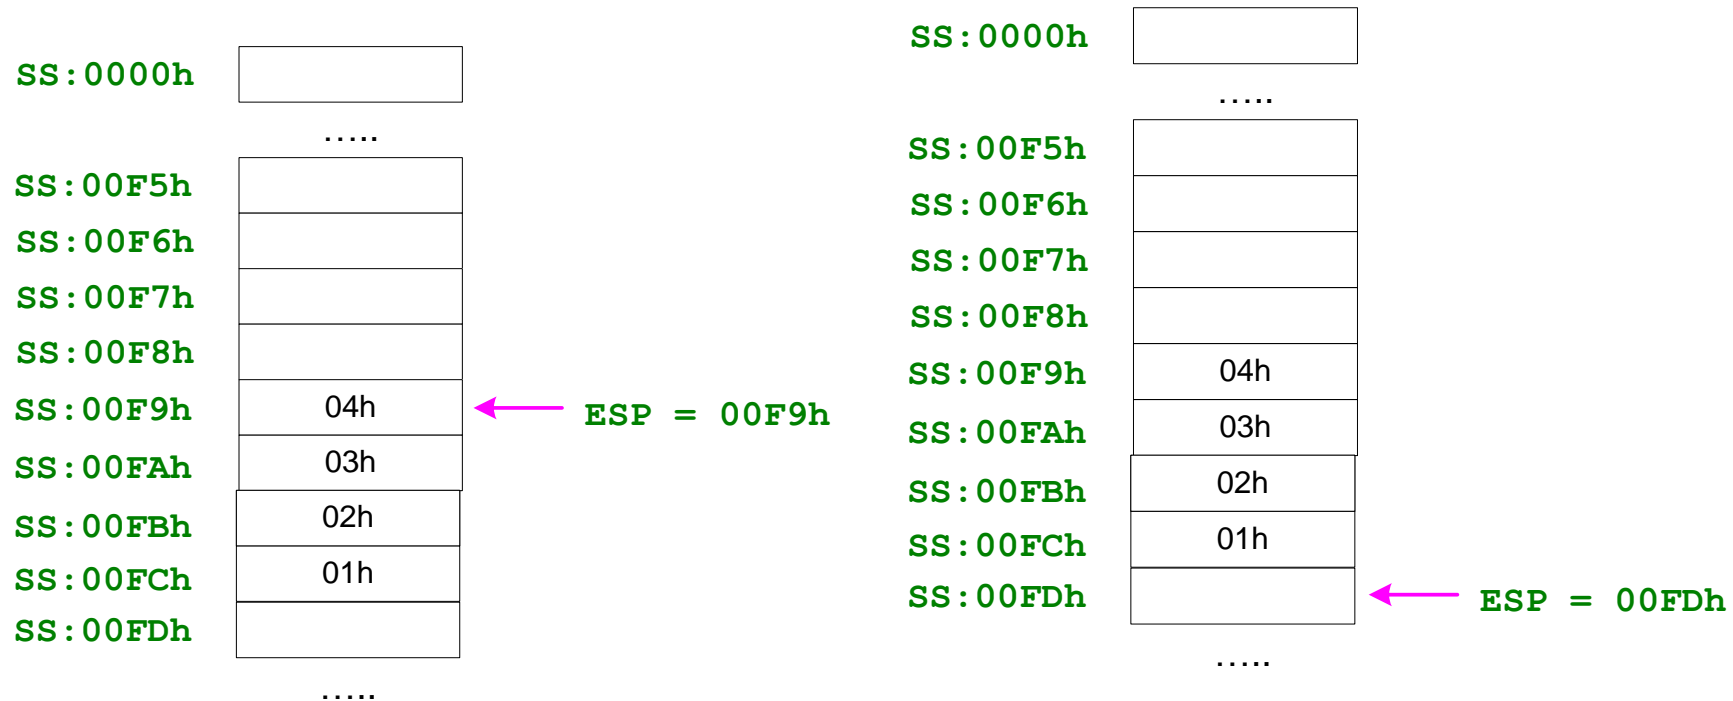 SS:0000h
…..
SS:00F5h
SS:00F6h
SS:00F7h
SS:00F8h
SS:00F9h 04h ESP = 00F9h
SS:00FAh 03h
SS:00FBh 02h
SS:00FCh 01h
SS:00FDh
…..
SS:0000h
…..
SS:00F5h
SS:00F6h
SS:00F7h
SS:00F8h
SS:00F9h 04h
SS:00FAh 03h
SS:00FBh 02h
SS:00FCh 01h
SS:00FDh ESP = 00FDh
…..